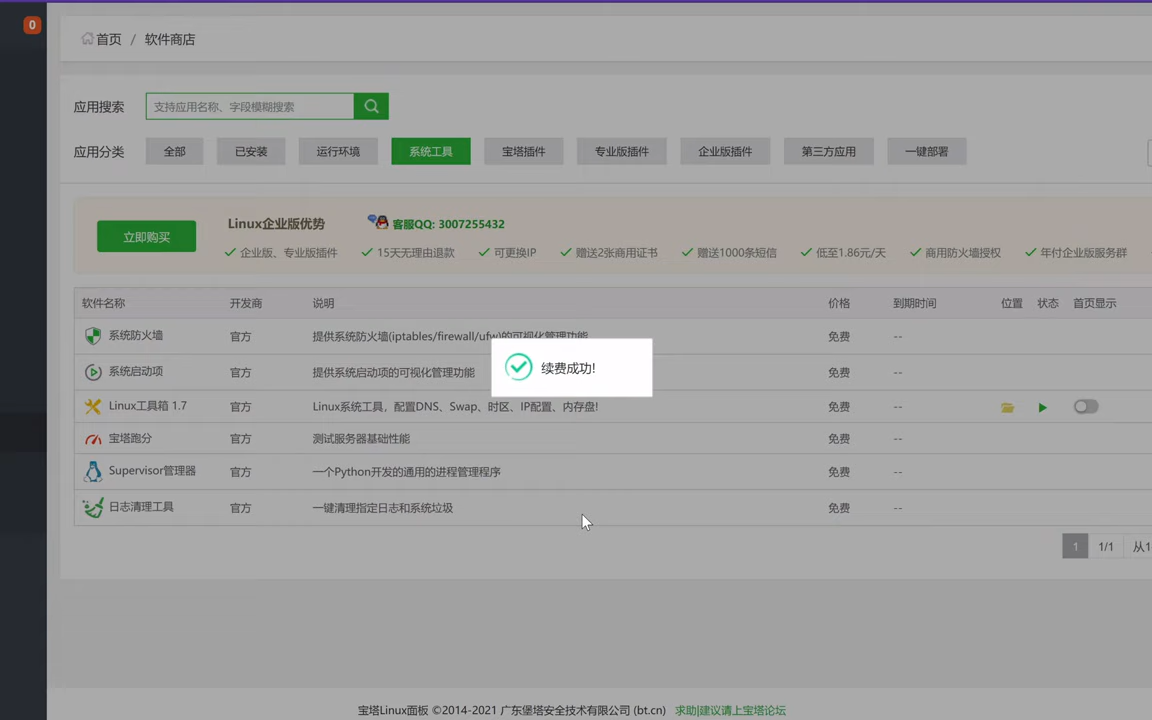 0
首页 / 软件商店
应用搜索 支持应用名称、字段模糊搜索
应用分类 全部 已安装 运行环境 系统工具 宝塔插件 专业版插件 企业版插件 第三方应用 一键部署
立即购买
Linux企业版优势 客服QQ: 3007255432
企业版、专业版插件 15天无理由退款 可更换IP 赠送2张商用证书 赠送1000条短信 低至1.86元/天 商用防火墙授权 年付企业版服务群
软件名称 开发商 说明 价格 到期时间 位置 状态 首页显示
系统防火墙 官方 提供系统防火墙(iptables/firewall/ufw)的可视化管理功能 免费 --
续费成功!
系统启动项 官方 提供系统启动项的可视化管理功能 免费 --
Linux工具箱 1.7 官方 Linux系统工具，配置DNS、Swap、时区、IP配置、内存盘! 免费 --
宝塔跑分 官方 测试服务器基础性能 免费 --
Supervisor管理器 官方 一个Python开发的通用的进程管理程序 免费 --
日志清理工具 官方 一键清理指定日志和系统垃圾 免费 --
1 1/1 从1
宝塔Linux面板 ©2014-2021 广东堡塔安全技术有限公司 (bt.cn) 求助|建议请上宝塔论坛